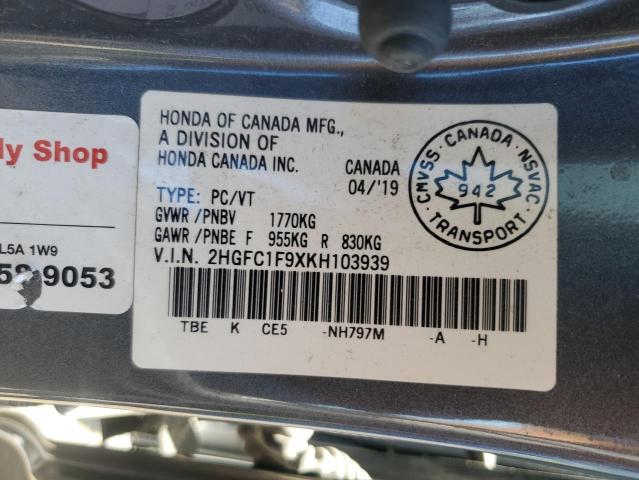 HONDA OF CANADA MFG.,
A DIVISION OF
HONDA CANADA INC.
CANADA
04/'19
TYPE: PC/VT
GVWR /PNBV 1770KG
GAWR /PNBE F 955KG R 830KG
V.I.N. 2HGFC1F9XKH103939
TBE K CE5 -NH797M -A -H
CMVSS · CANADA · NSVAC
942
TRANSPORT
Shop
L5A 1W9
9053